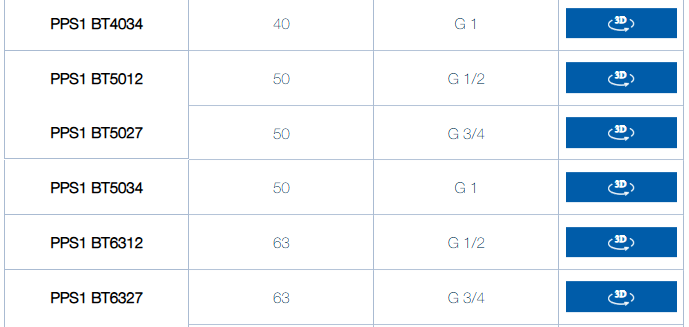 PPS1 BT4034 40 G 1 3D
PPS1 BT5012 50 G 1/2 3D
PPS1 BT5027 50 G 3/4 3D
PPS1 BT5034 50 G 1 3D
PPS1 BT6312 63 G 1/2 3D
PPS1 BT6327 63 G 3/4 3D